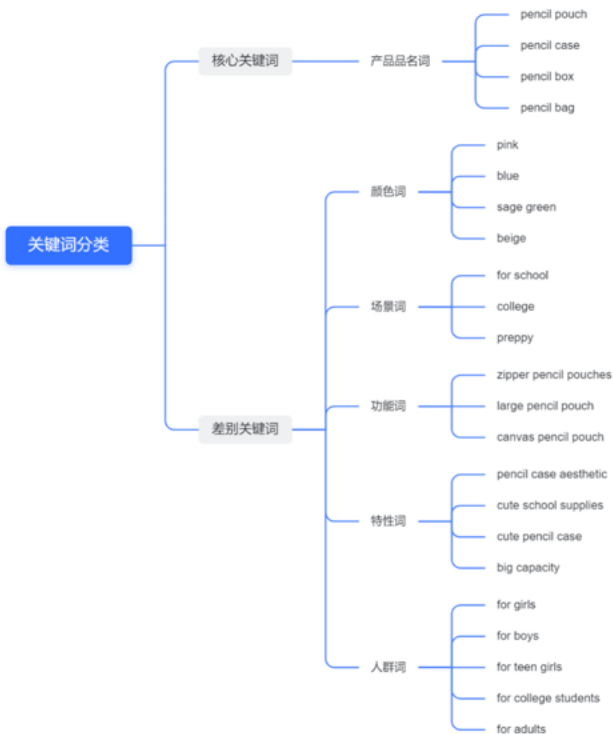 关键词分类
核心关键词
产品品名词
pencil pouch
pencil case
pencil box
pencil bag
差别关键词
颜色词
pink
blue
sage green
beige
场景词
for school
college
preppy
功能词
zipper pencil pouches
large pencil pouch
canvas pencil pouch
特性词
pencil case aesthetic
cute school supplies
cute pencil case
big capacity
人群词
for girls
for boys
for teen girls
for college students
for adults